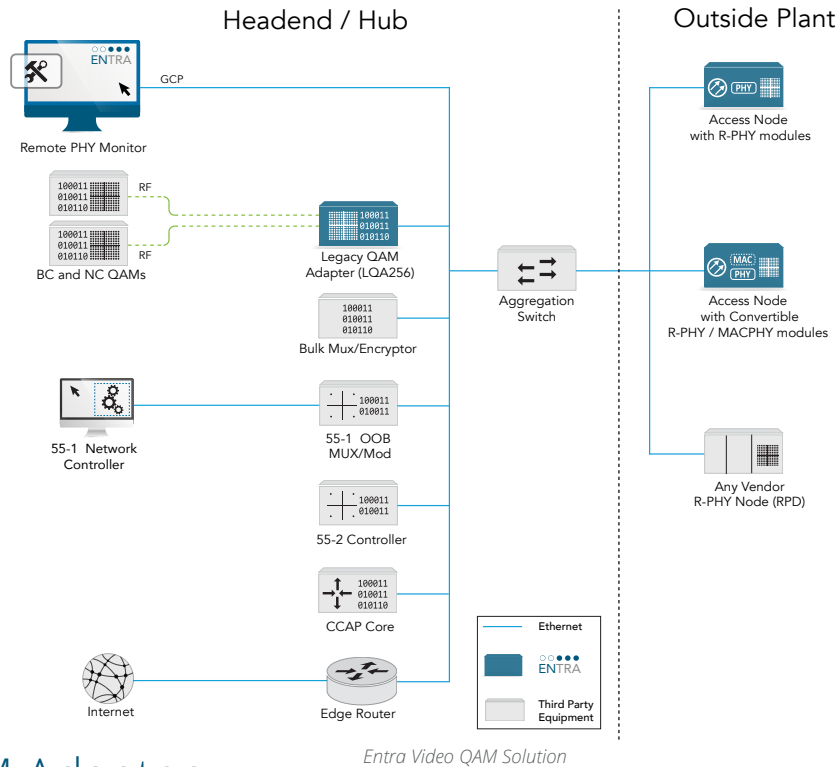 Headend / Hub
Outside Plant
ENTRA
GCP
Remote PHY Monitor
PHY
Access Node
with R-PHY modules
100011
010011
010110
RF
100011
010011
010110
RF
BC and NC QAMs
100011
010011
010110
Legacy QAM
Adapter (LQA256)
Aggregation
Switch
MAC
PHY
Access Node
with Convertible
R-PHY / MACPHY modules
100011
010011
010110
Bulk Mux/Encryptor
55-1 Network
Controller
100011
010011
55-1 OOB
MUX/Mod
Any Vendor
R-PHY Node (RPD)
100011
010011
55-2 Controller
100011
010011
010110
CCAP Core
Internet
Edge Router
Ethernet
ENTRA
Third Party
Equipment
Entra Video QAM Solution